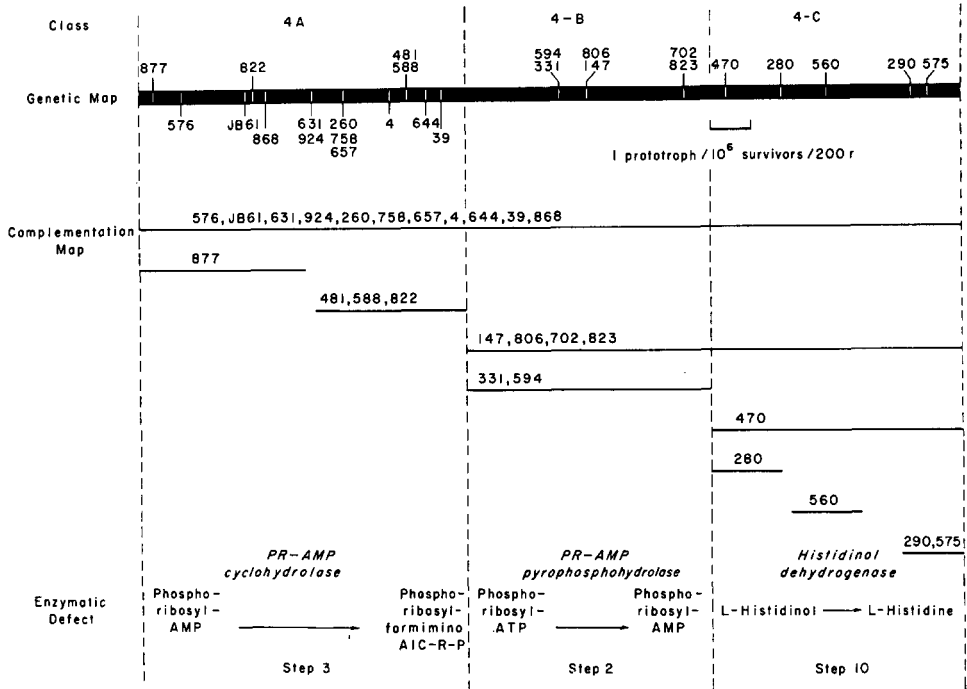 Class 4A 4-B 4-C
481 594 806 702
877 822 588 331 147 823 470 280 560 290 575
Genetic Map
576 JB61 631 260 4 644
868 924 758 39
657
1 prototroph/10⁶ survivors/200 r
576,JB61,631,924,260,758,657,4,644,39,868
Complementation
Map
877
481,588,822
147,806,702,823
331,594
470
280
560
290,575
PR-AMP PR-AMP Histidinol
cyclohydrolase pyrophosphohydrolase dehydrogenase
Enzymatic
Defect
Phospho-
ribosyl-
AMP
Phospho-
ribosyl-
formimino
AIC-R-P
Phospho-
ribosyl-
ATP
Phospho-
ribosyl-
AMP
L-Histidinol L-Histidine
Step 3 Step 2 Step 10